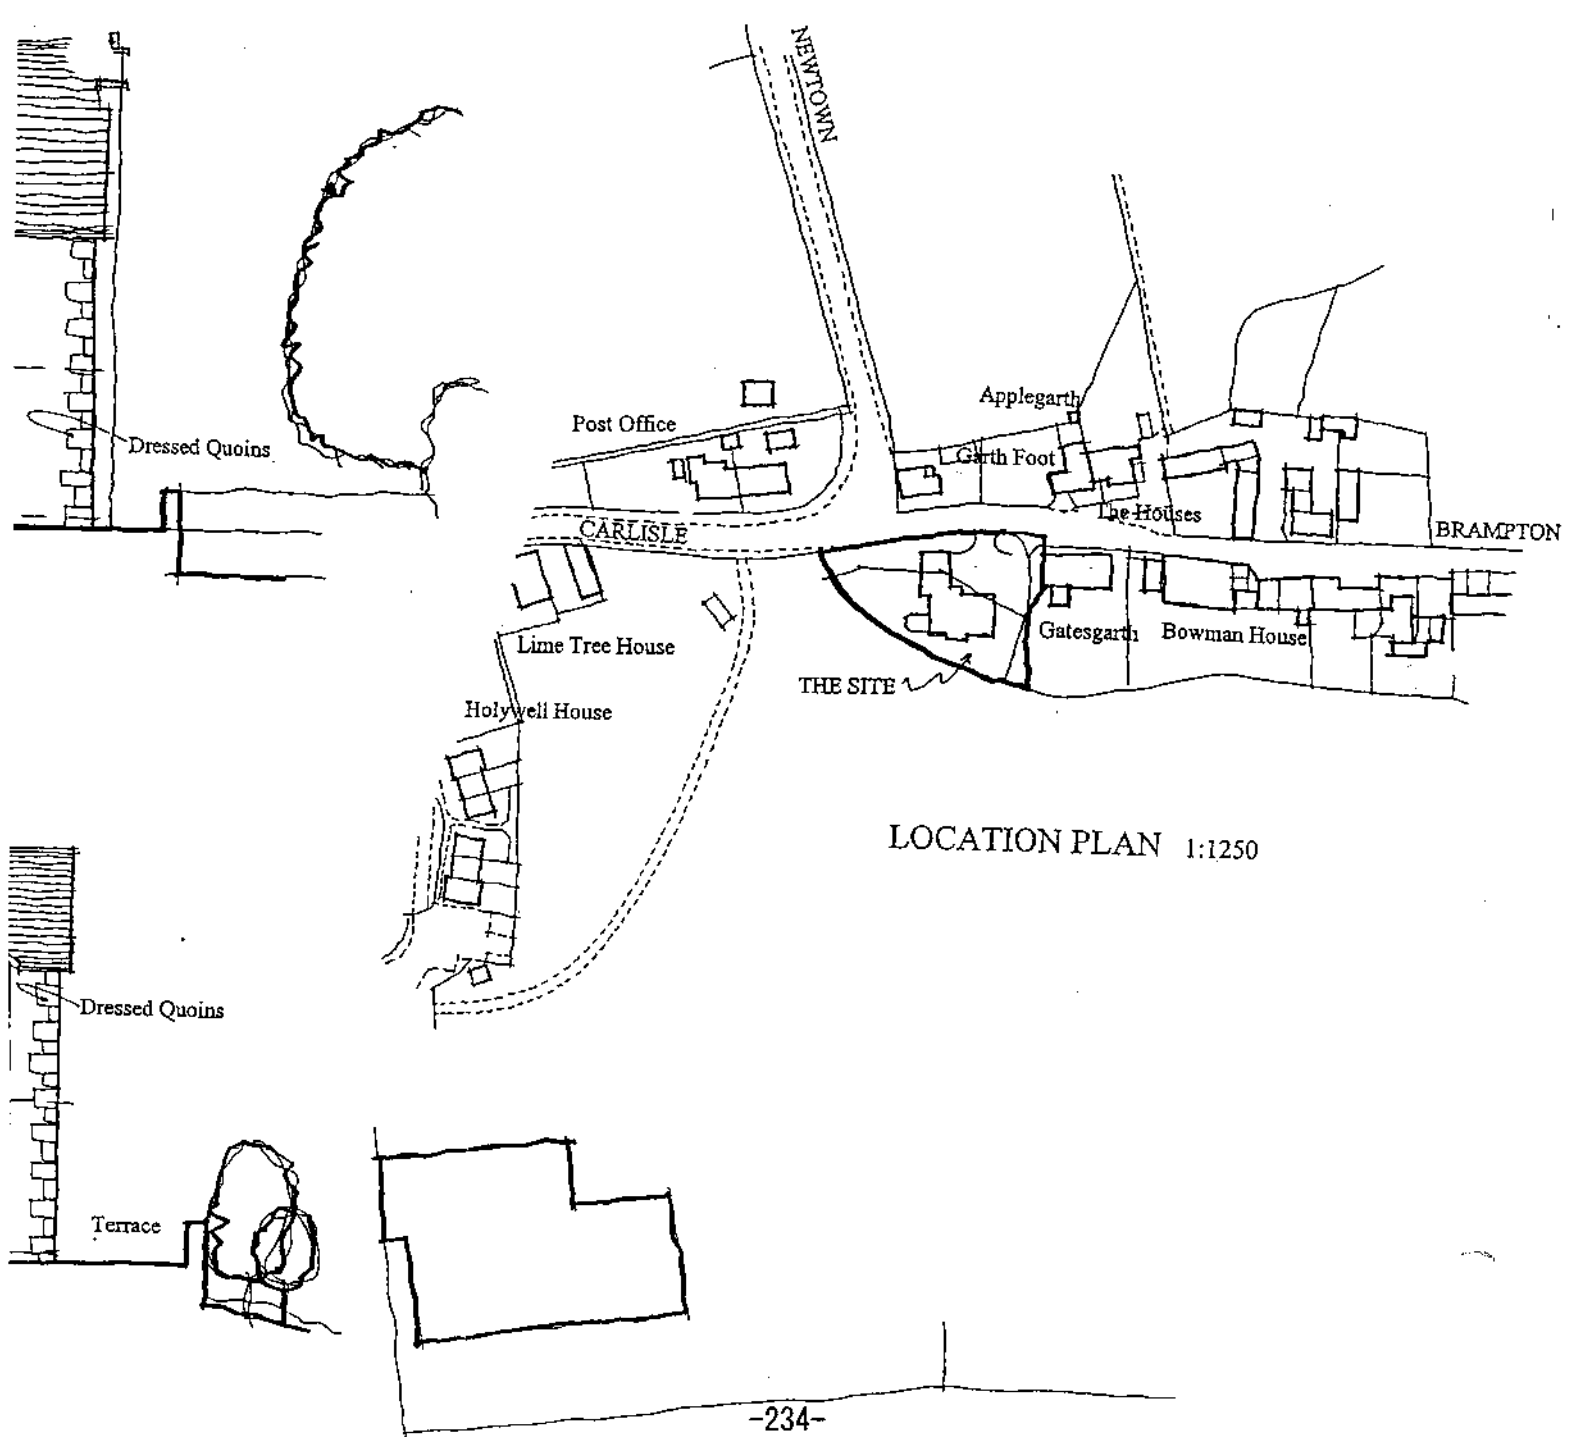 NEWTOWN
Applegarth
Post Office
Garth Foot
Dressed Quoins
The Houses
CARLISLE
BRAMPTON
Lime Tree House
Gatesgarth
Bowman House
THE SITE
Holywell House
LOCATION PLAN 1:1250
Dressed Quoins
Terrace
-234-